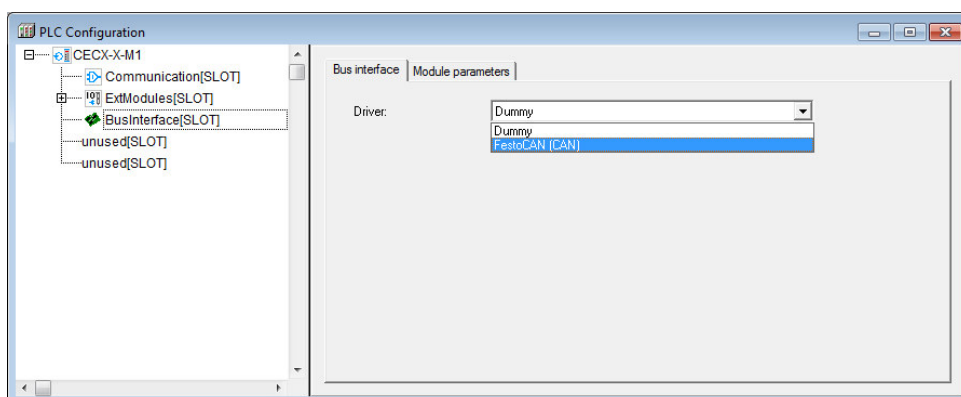 PLC Configuration
CECX-X-M1
Communication[SLOT]
ExtModules[SLOT]
BusInterface[SLOT]
unused[SLOT]
unused[SLOT]
Bus interface
Module parameters
Driver:
Dummy
Dummy
FestoCAN (CAN)